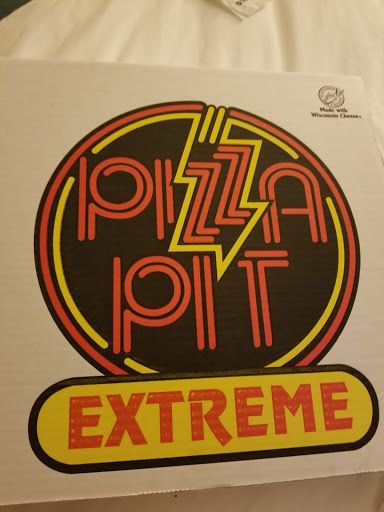 Made with
Wisconsin Cheese
PIZZA
PIT
EXTREME